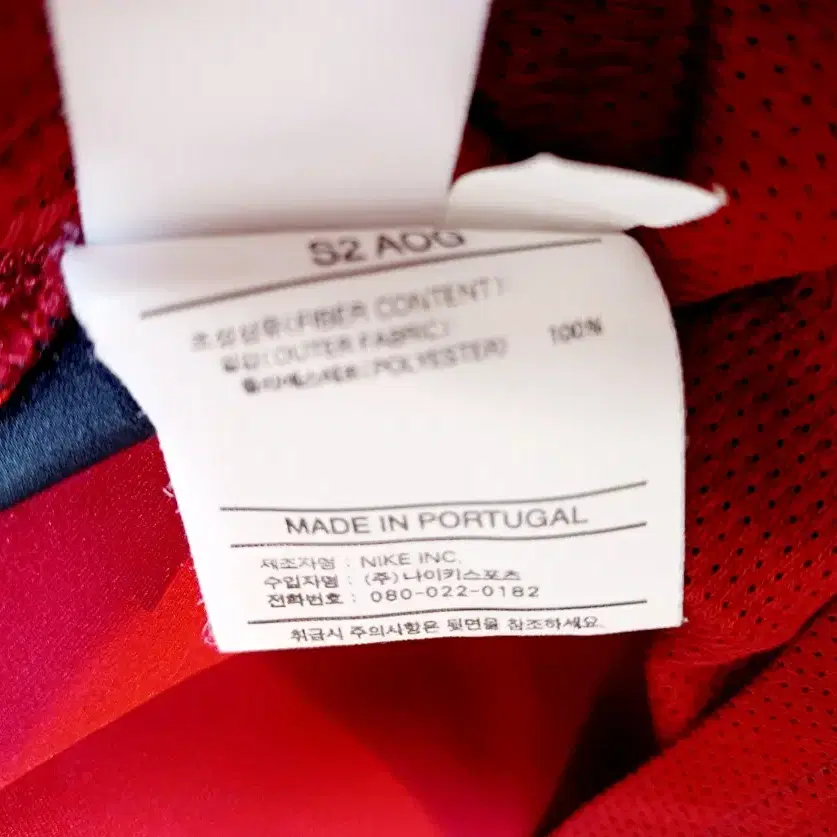 S2 AOG
조성섬유(FIBER CONTENT)
겉감(OUTER FABRIC)
폴리에스터(POLYESTER) 100%
MADE IN PORTUGAL
제조자명 : NIKE INC.
수입자명 : (주)나이키스포츠
전화번호 : 080-022-0182
취급시 주의사항은 뒷면을 참조하세요.